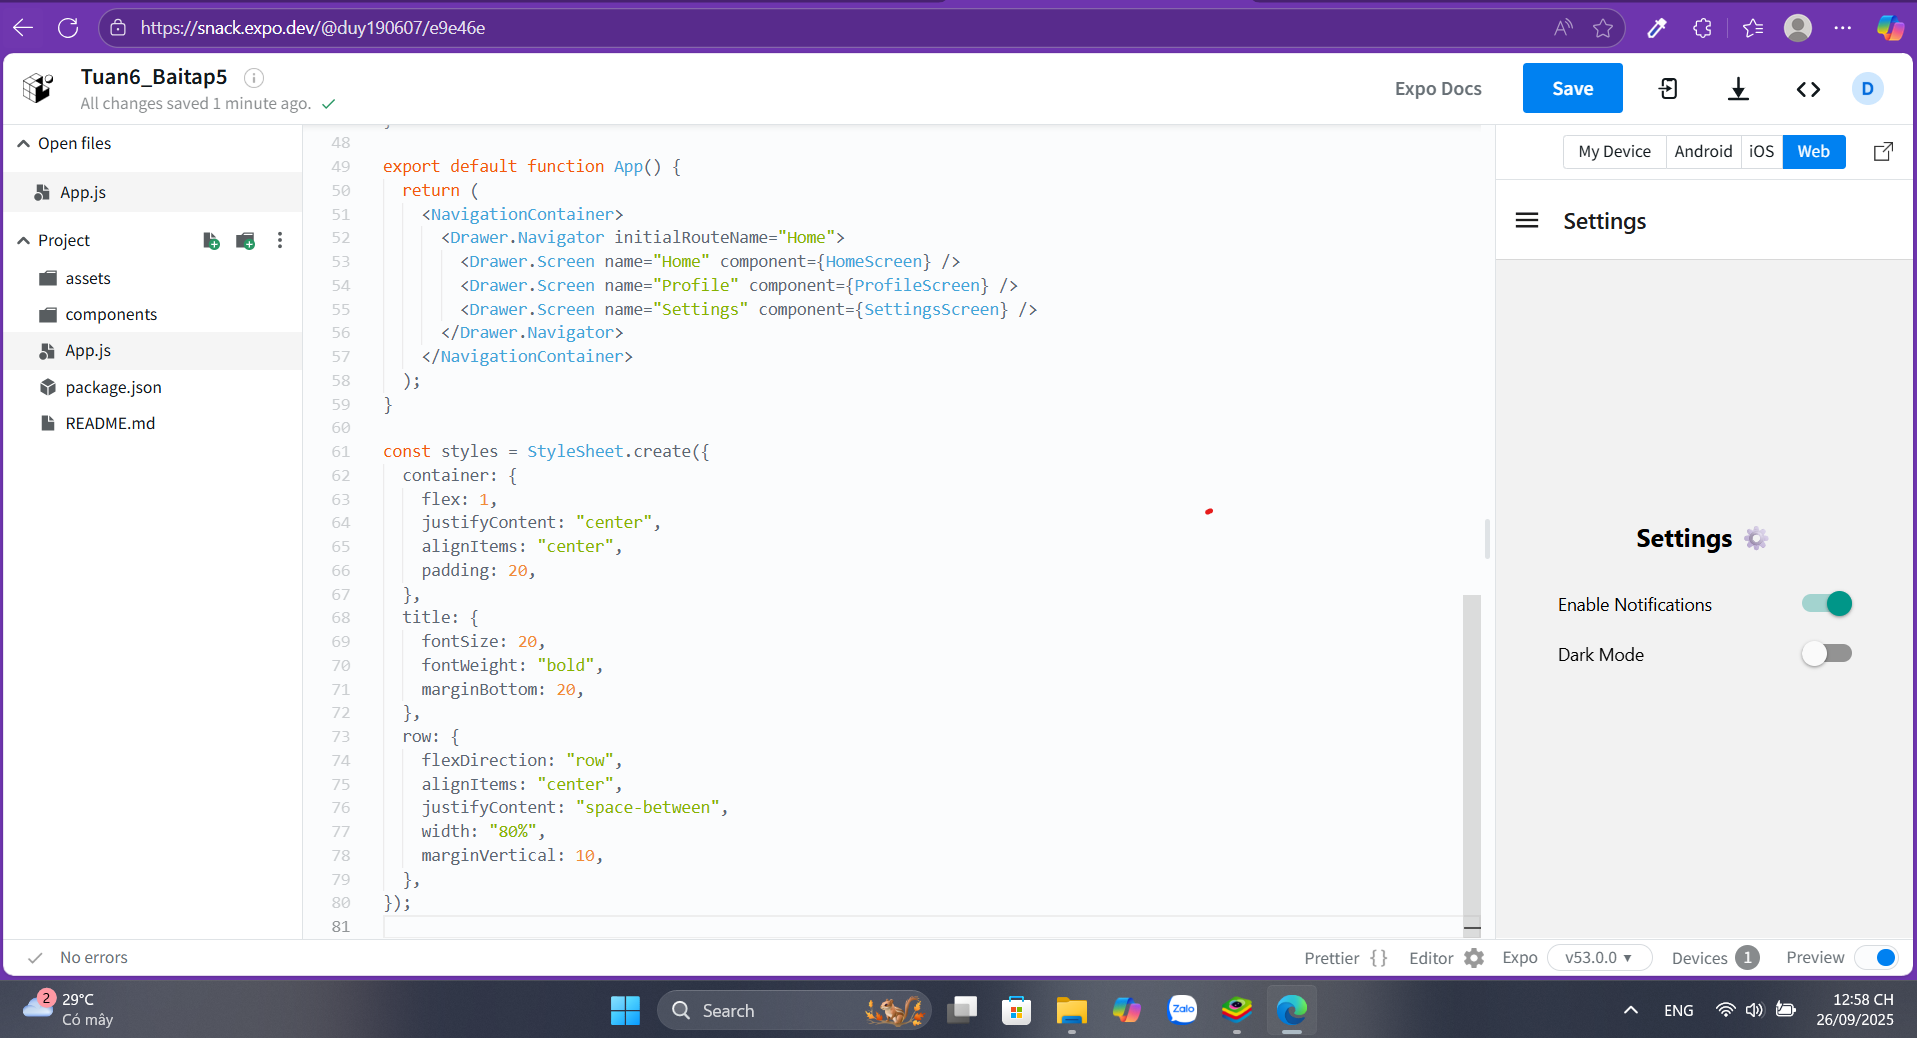 https://snack.expo.dev/@duy190607/e9e46e
Tuan6_Baitap5
All changes saved 1 minute ago.
Expo Docs
Save
D
Open files
App.js
Project
assets
components
App.js
package.json
README.md
48
49 export default function App() {
50 return (
51 <NavigationContainer>
52 <Drawer.Navigator initialRouteName="Home">
53 <Drawer.Screen name="Home" component={HomeScreen} />
54 <Drawer.Screen name="Profile" component={ProfileScreen} />
55 <Drawer.Screen name="Settings" component={SettingsScreen} />
56 </Drawer.Navigator>
57 </NavigationContainer>
58 );
59 }
60
61 const styles = StyleSheet.create({
62 container: {
63 flex: 1,
64 justifyContent: "center",
65 alignItems: "center",
66 padding: 20,
67 },
68 title: {
69 fontSize: 20,
70 fontWeight: "bold",
71 marginBottom: 20,
72 },
73 row: {
74 flexDirection: "row",
75 alignItems: "center",
76 justifyContent: "space-between",
77 width: "80%",
78 marginVertical: 10,
79 },
80 });
81
My Device Android iOS Web
Settings
Settings
Enable Notifications
Dark Mode
No errors
Prettier {} Editor Expo v53.0.0 Devices 1 Preview
2 29°C
Có mây
Search
Zalo
ENG
12:58 CH
26/09/2025